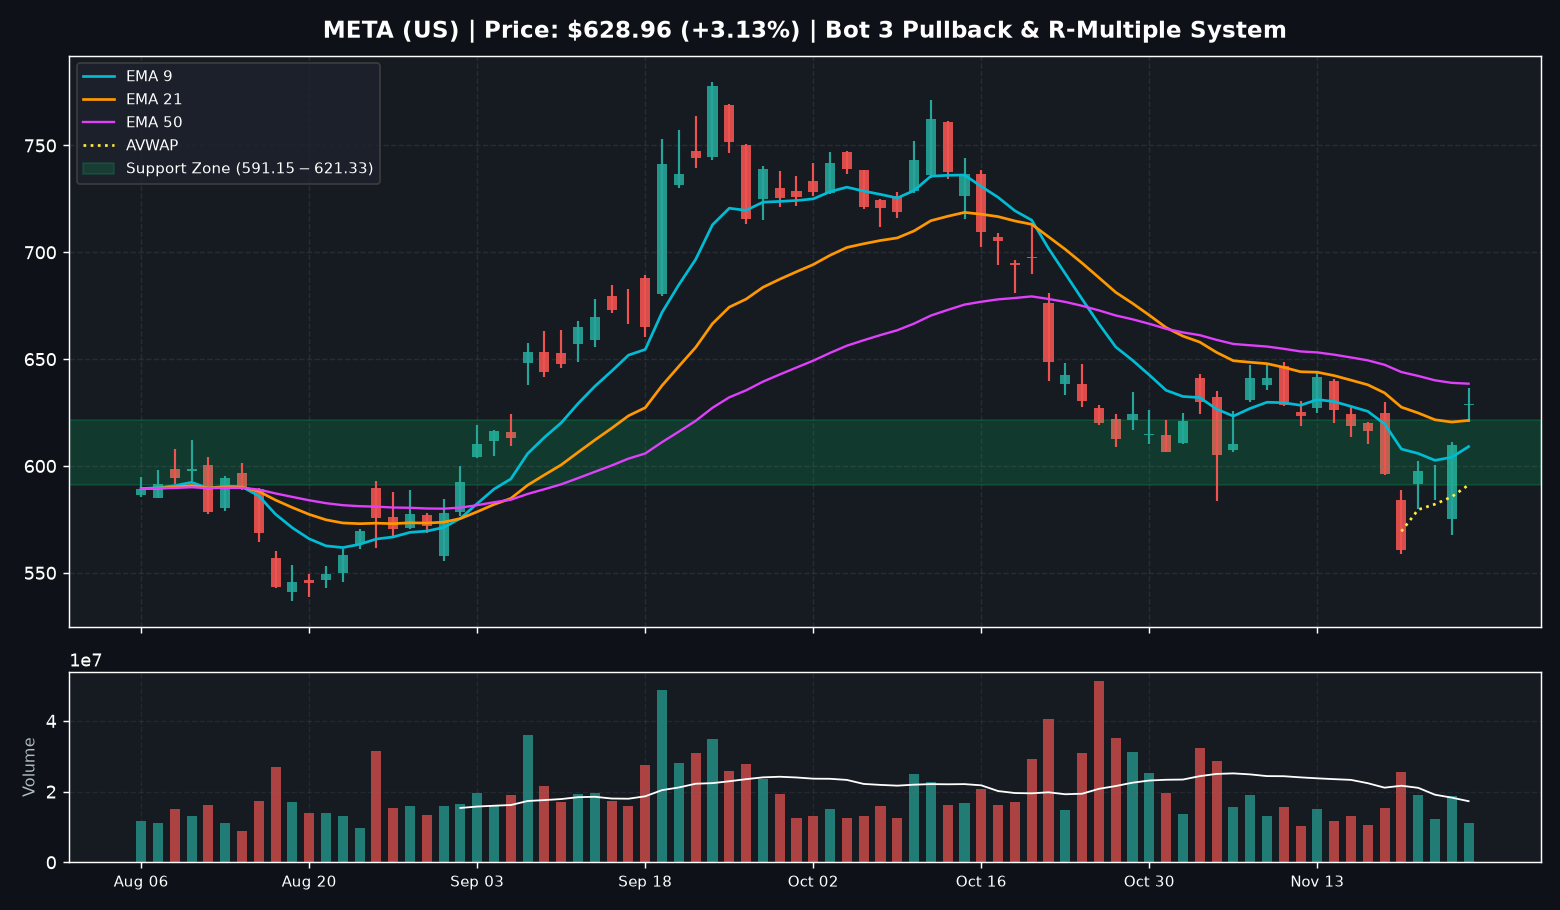 META (US) | Price: $628.96 (+3.13%) | Bot 3 Pullback & R-Multiple System
EMA 9
EMA 21
EMA 50
AVWAP
Support Zone (591.15 − 621.33)
750
700
650
600
550
1e7
4
2
0
Volume
Aug 06
Aug 20
Sep 03
Sep 18
Oct 02
Oct 16
Oct 30
Nov 13